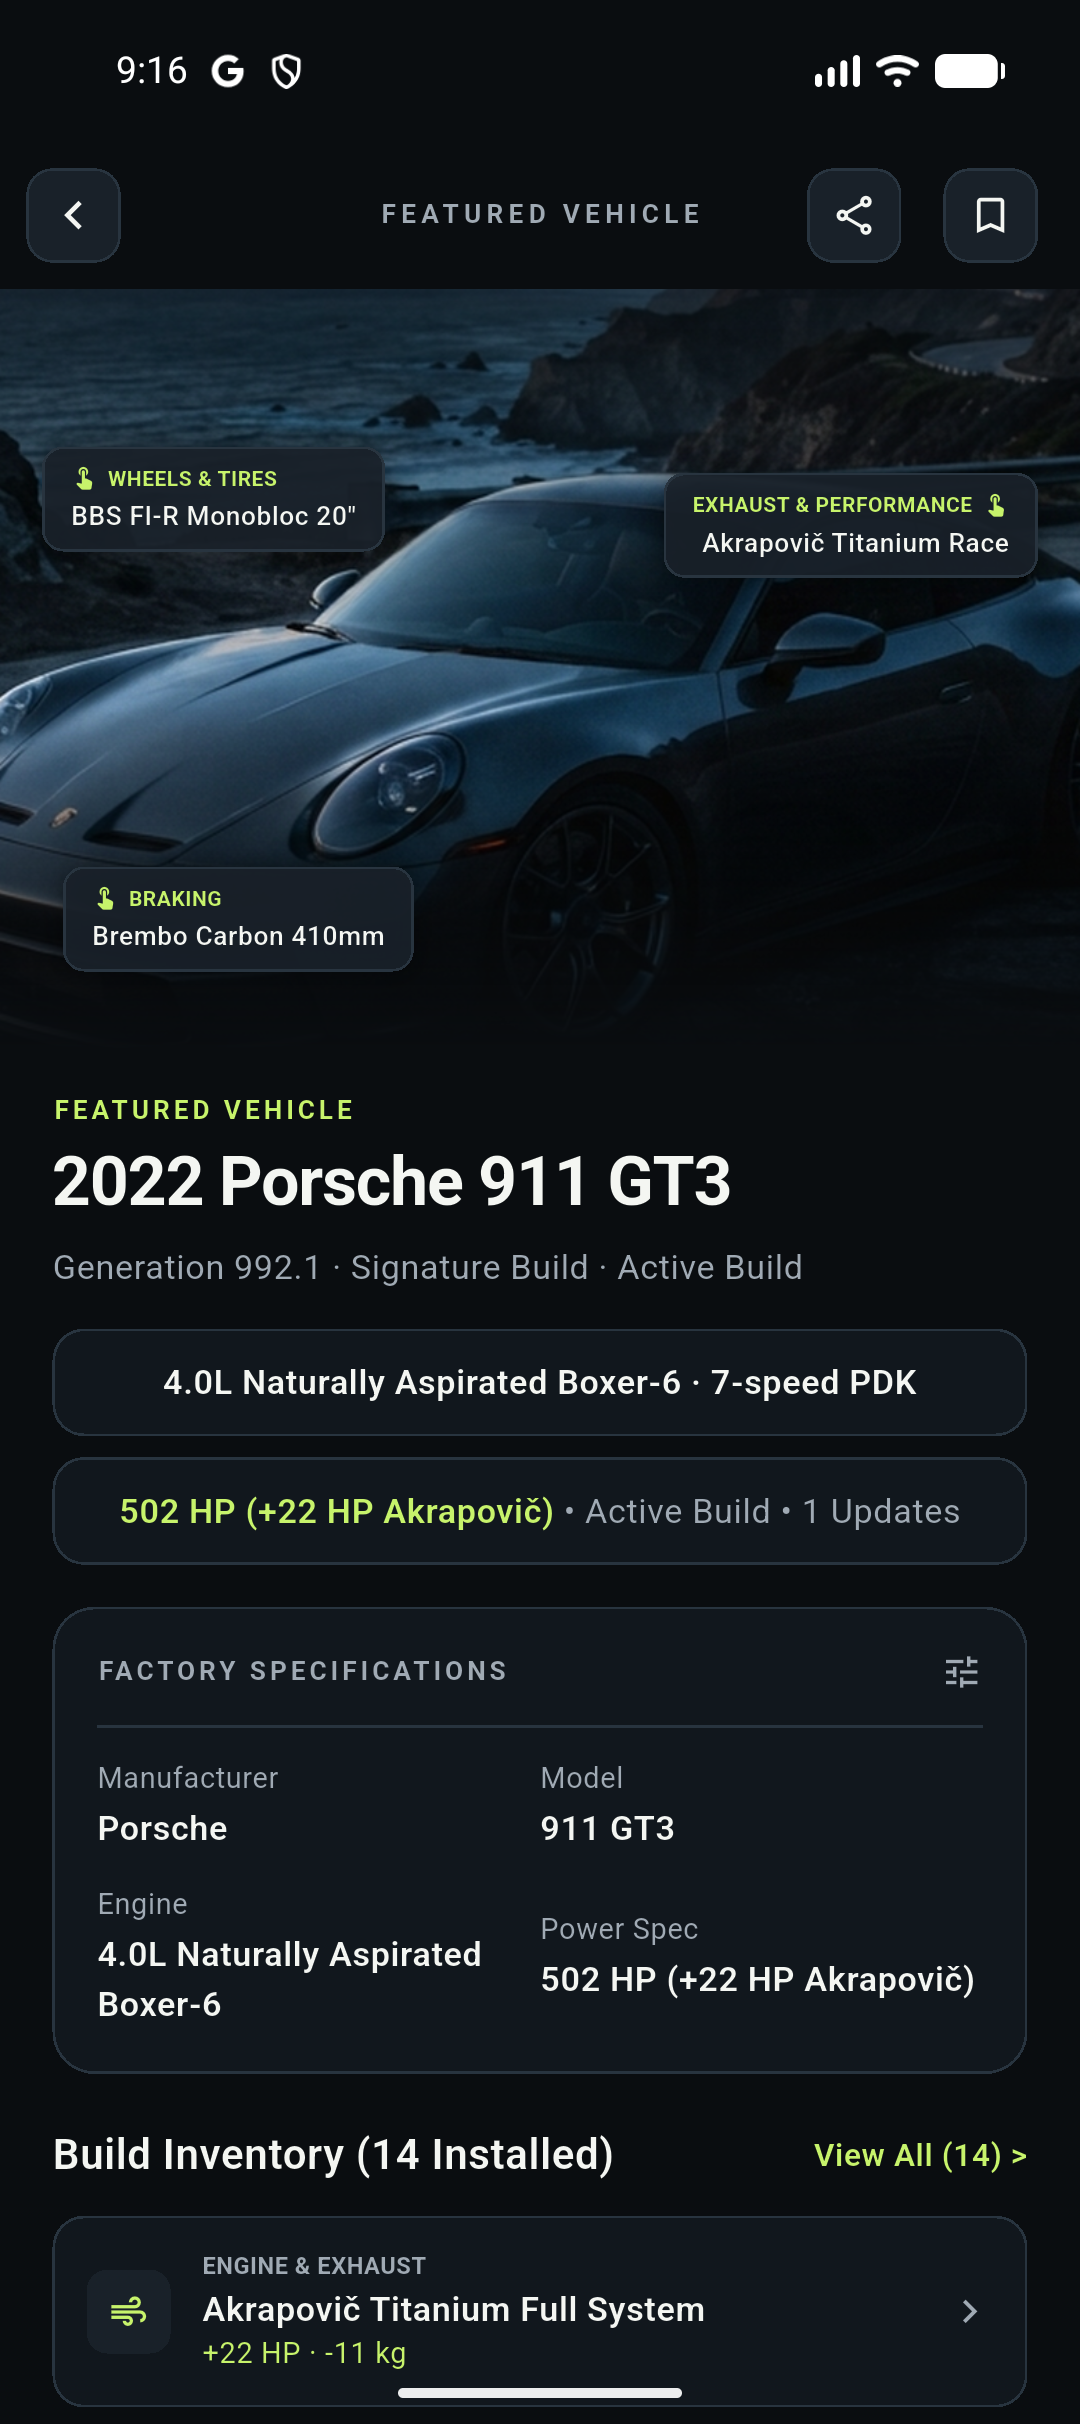 9:16
FEATURED VEHICLE
WHEELS & TIRES
BBS FI-R Monobloc 20"
EXHAUST & PERFORMANCE
Akrapovič Titanium Race
BRAKING
Brembo Carbon 410mm
FEATURED VEHICLE
2022 Porsche 911 GT3
Generation 992.1 · Signature Build · Active Build
4.0L Naturally Aspirated Boxer-6 · 7-speed PDK
502 HP (+22 HP Akrapovič) • Active Build • 1 Updates
FACTORY SPECIFICATIONS
Manufacturer
Porsche
Model
911 GT3
Engine
4.0L Naturally Aspirated
Boxer-6
Power Spec
502 HP (+22 HP Akrapovič)
Build Inventory (14 Installed)
View All (14) >
ENGINE & EXHAUST
Akrapovič Titanium Full System
+22 HP · -11 kg